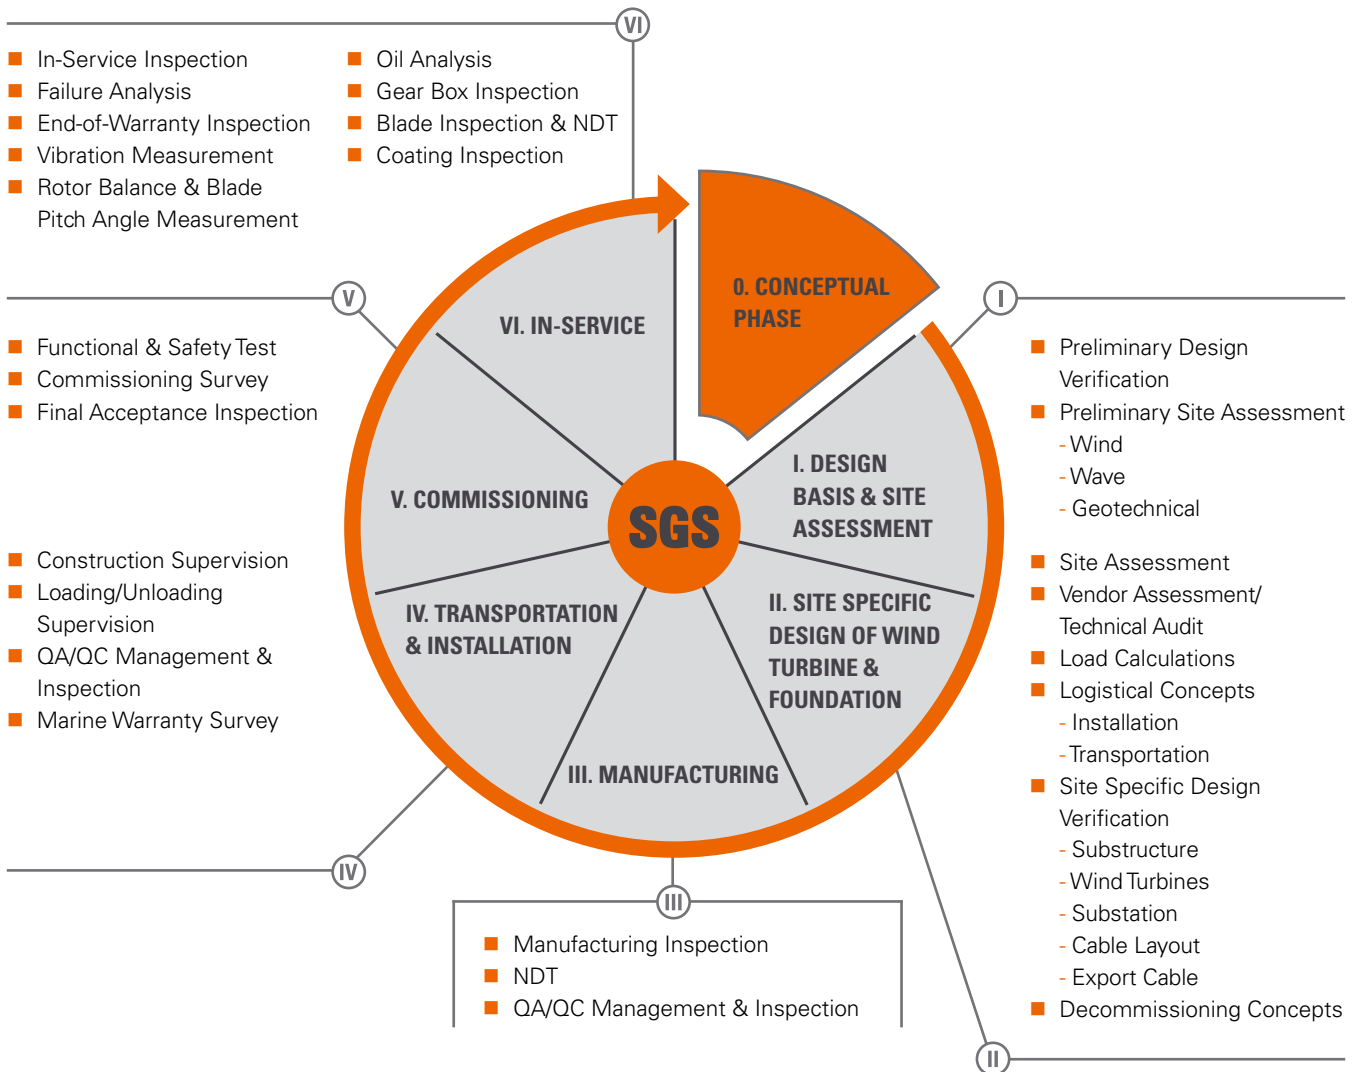 VI
In-Service Inspection
Failure Analysis
End-of-Warranty Inspection
Vibration Measurement
Rotor Balance & Blade
Pitch Angle Measurement
Oil Analysis
Gear Box Inspection
Blade Inspection & NDT
Coating Inspection
V
Functional & Safety Test
Commissioning Survey
Final Acceptance Inspection
Construction Supervision
Loading/Unloading
Supervision
QA/QC Management &
Inspection
Marine Warranty Survey
IV
0. CONCEPTUAL
PHASE
VI. IN-SERVICE
I. DESIGN
BASIS & SITE
ASSESSMENT
V. COMMISSIONING
SGS
II. SITE SPECIFIC
DESIGN OF WIND
TURBINE &
FOUNDATION
IV. TRANSPORTATION
& INSTALLATION
III. MANUFACTURING
III
Manufacturing Inspection
NDT
QA/QC Management & Inspection
I
Preliminary Design
Verification
Preliminary Site Assessment
- Wind
- Wave
- Geotechnical
Site Assessment
Vendor Assessment/
Technical Audit
Load Calculations
Logistical Concepts
- Installation
- Transportation
Site Specific Design
Verification
- Substructure
- Wind Turbines
- Substation
- Cable Layout
- Export Cable
Decommissioning Concepts
II